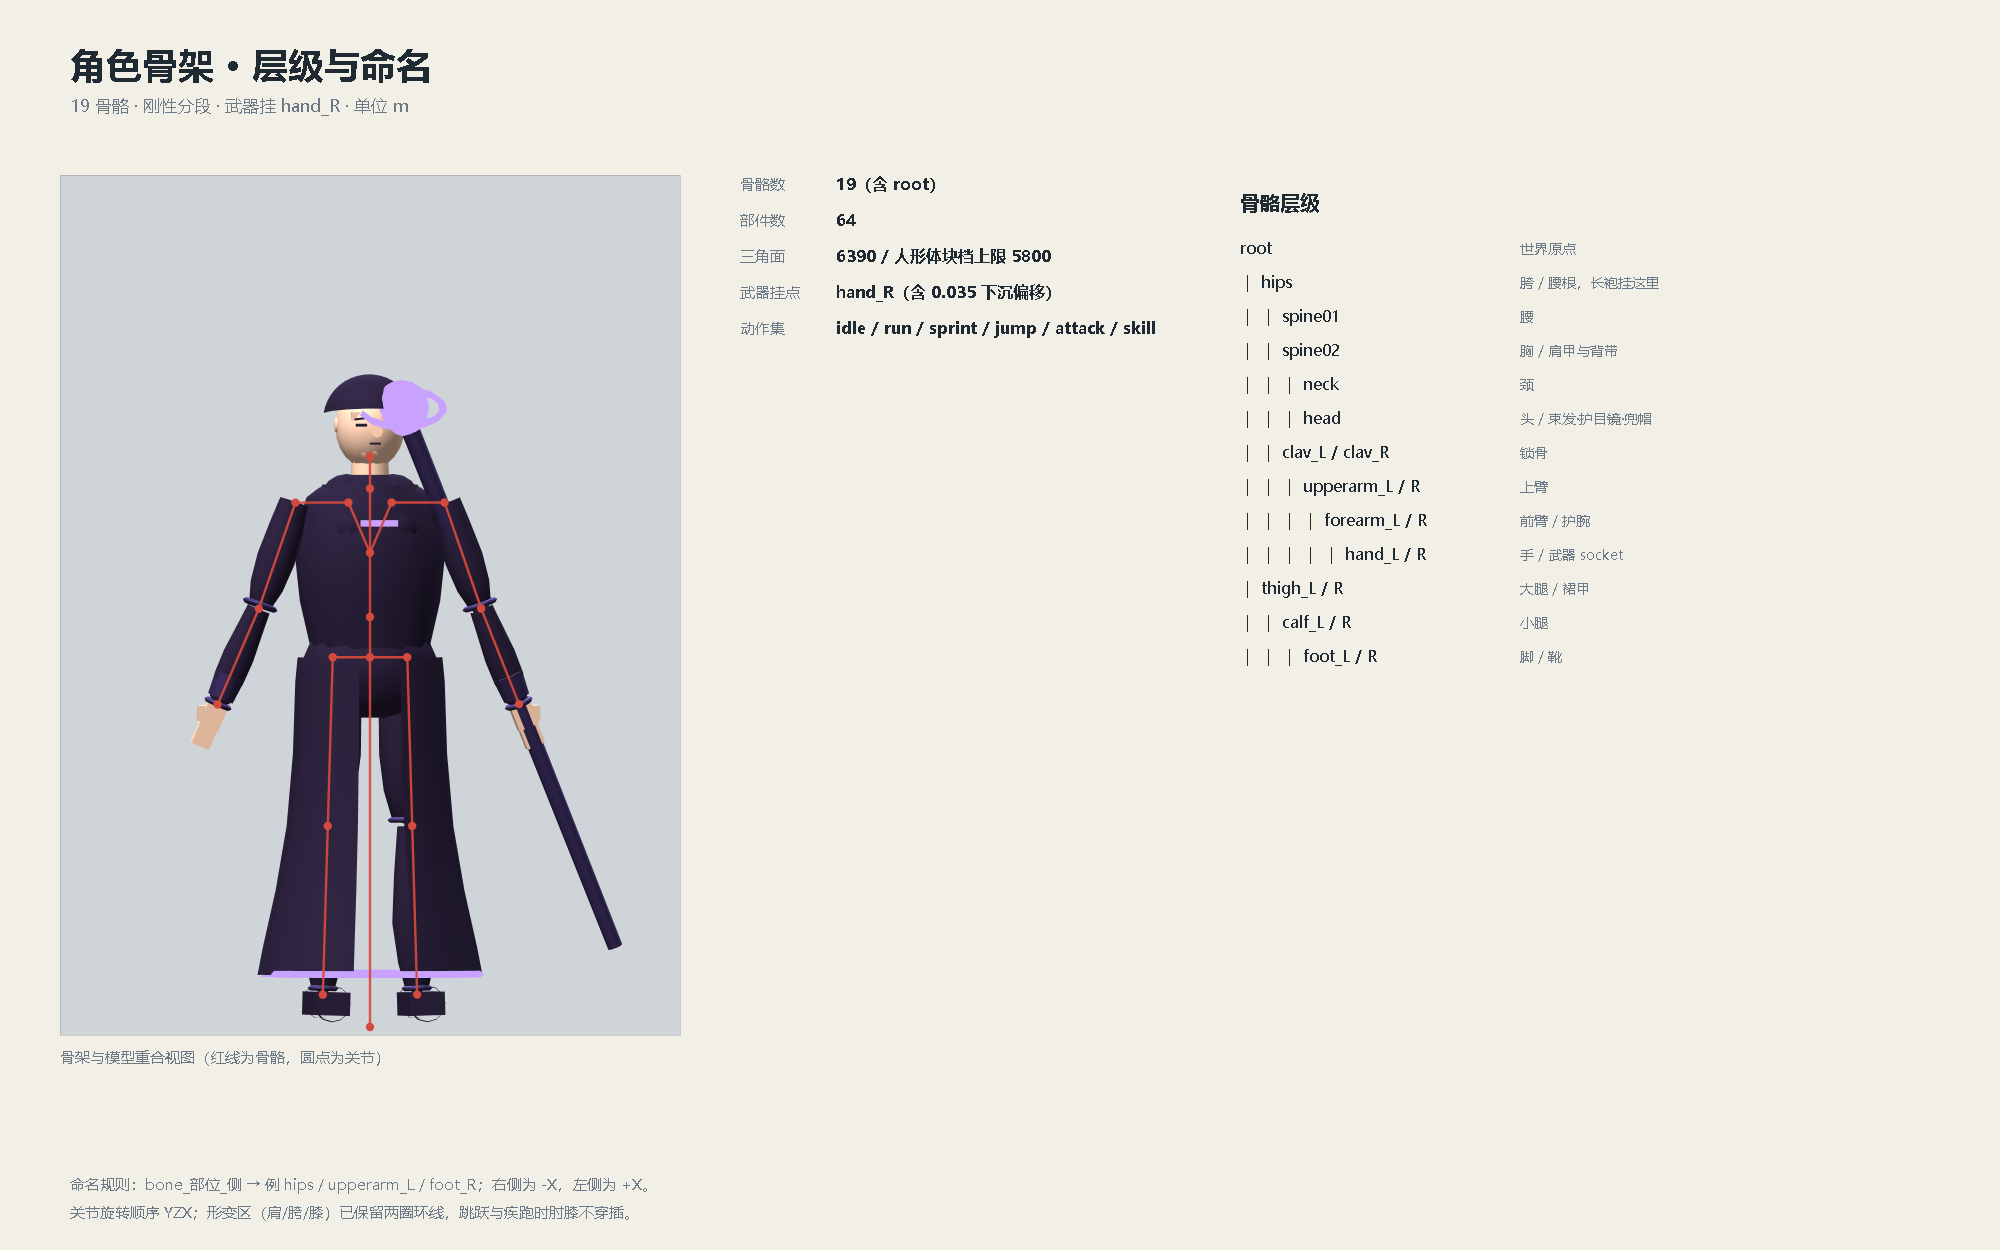 角色骨架 · 层级与命名
19 骨骼 · 刚性分段 · 武器挂 hand_R · 单位 m
骨骼数 19（含 root）
部件数 64
三角面 6390 / 人形体块档上限 5800
武器挂点 hand_R（含 0.035 下沉偏移）
动作集 idle / run / sprint / jump / attack / skill
骨骼层级
root 世界原点
| hips 胯 / 腰根，长袍挂这里
| | spine01 腰
| | spine02 胸 / 肩甲与背带
| | | neck 颈
| | | head 头 / 束发·护目镜·兜帽
| | clav_L / clav_R 锁骨
| | | upperarm_L / R 上臂
| | | | forearm_L / R 前臂 / 护腕
| | | | | hand_L / R 手 / 武器 socket
| thigh_L / R 大腿 / 裙甲
| | calf_L / R 小腿
| | | foot_L / R 脚 / 靴
骨架与模型重合视图（红线为骨骼，圆点为关节）
命名规则：bone_部位_侧 → 例 hips / upperarm_L / foot_R；右侧为 -X，左侧为 +X。
关节旋转顺序 YZX；形变区（肩/胯/膝）已保留两圈环线，跳跃与疾跑时肘膝不穿插。